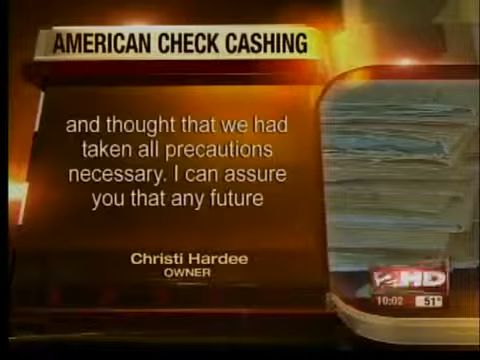 AMERICAN CHECK CASHING
and thought that we had
taken all precautions
necessary. I can assure
you that any future
Christi Hardee
OWNER
2HD
10:02 51°